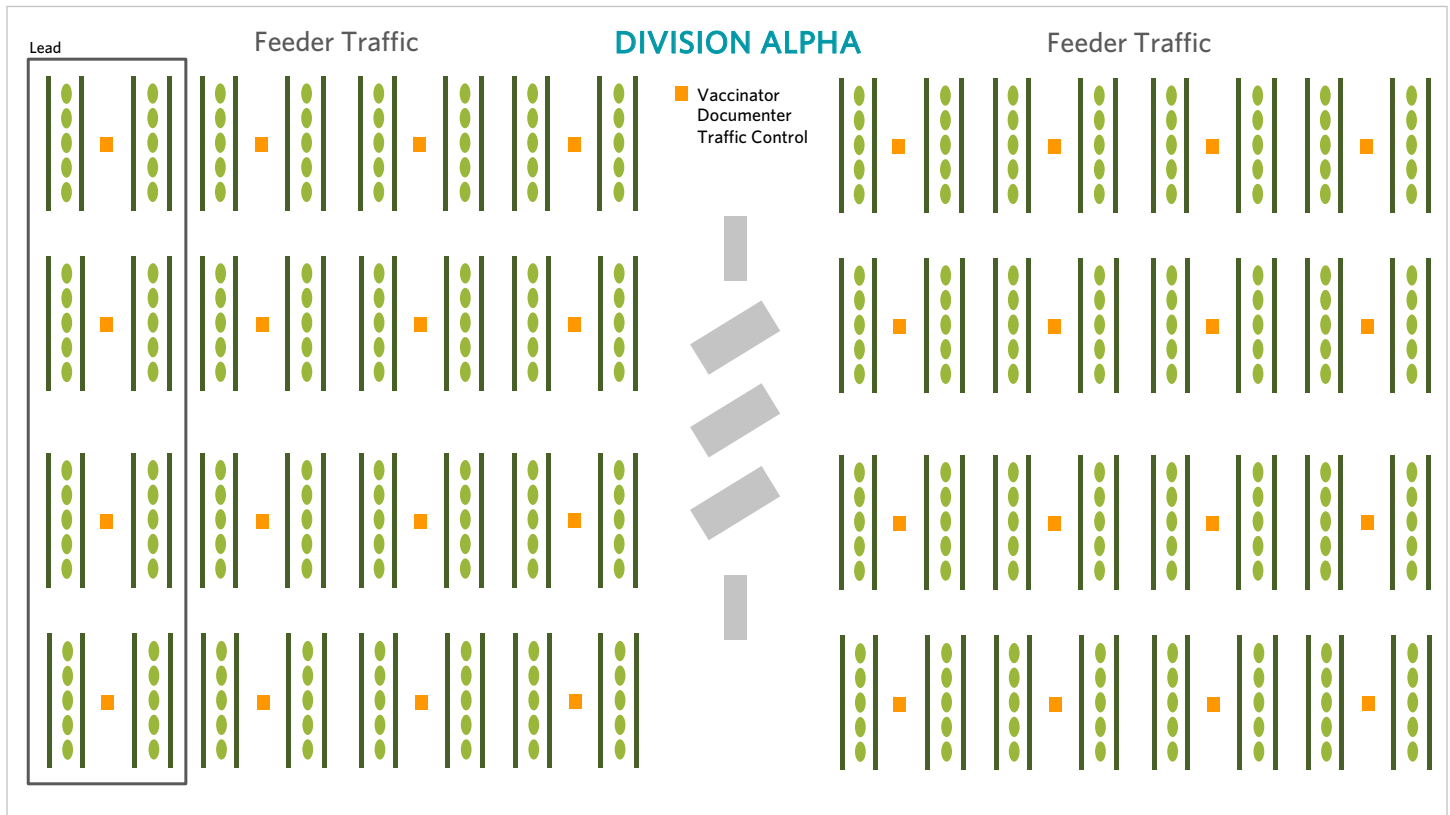 Lead
Feeder Traffic
DIVISION ALPHA
Feeder Traffic
Vaccinator
Documenter
Traffic Control